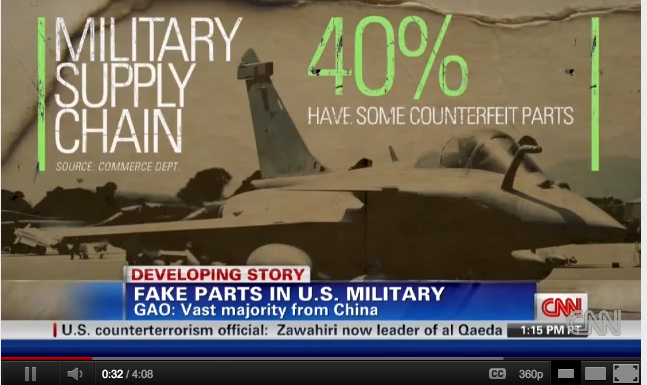 MILITARY
SUPPLY
CHAIN
SOURCE: COMMERCE DEPT.
40%
HAVE SOME COUNTERFEIT PARTS
DEVELOPING STORY
FAKE PARTS IN U.S. MILITARY
GAO: Vast majority from China
CNN
U.S. counterterrorism official: Zawahiri now leader of al Qaeda
1:15 PM
CNN
0:32 / 4:08
CC
360p